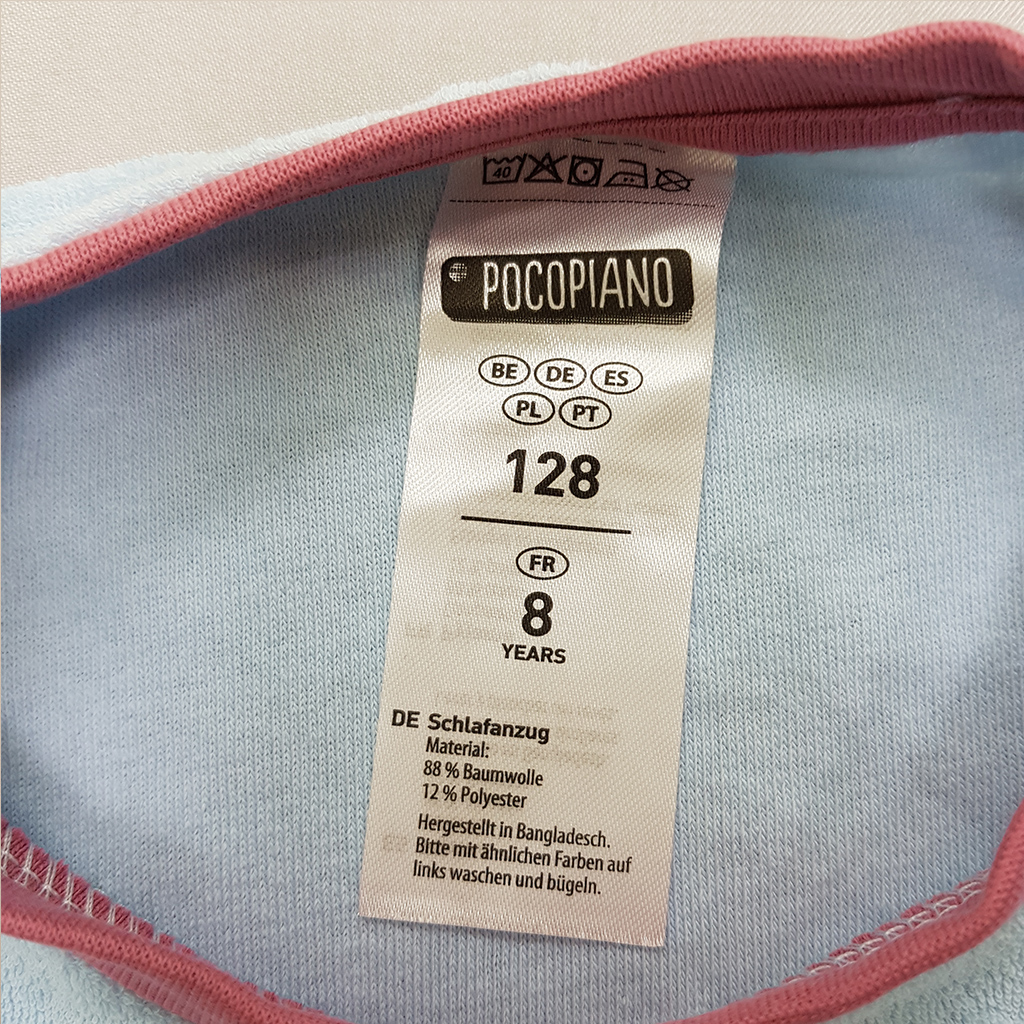 40
POCOPIANO
BE DE ES
PL PT
128
FR
8
YEARS
DE Schlafanzug
Material:
88 % Baumwolle
12 % Polyester
Hergestellt in Bangladesch.
Bitte mit ähnlichen Farben auf
links waschen und bügeln.